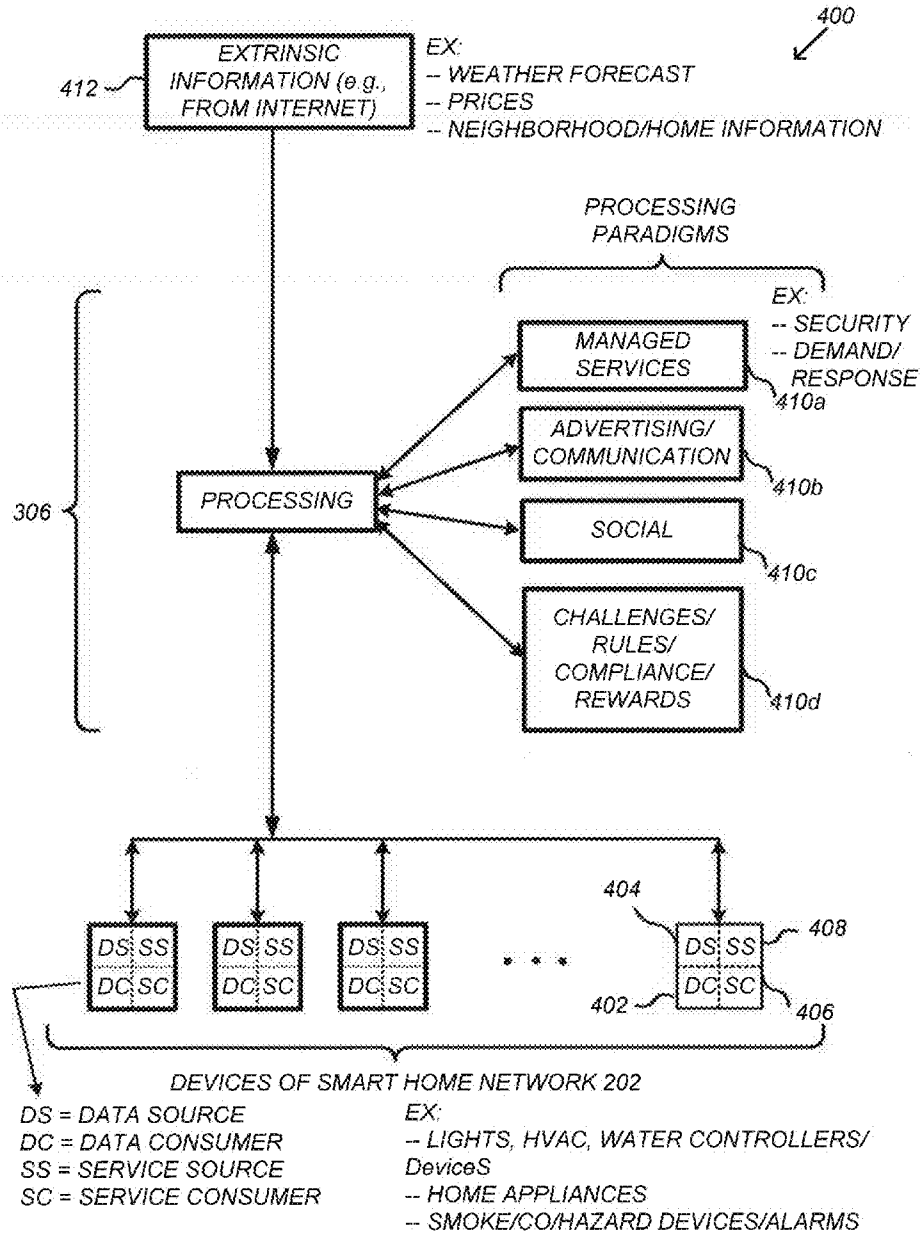 400
EXTRINSIC
INFORMATION (e.g.,
FROM INTERNET)
412
EX:
-- WEATHER FORECAST
-- PRICES
-- NEIGHBORHOOD/HOME INFORMATION
PROCESSING
PARADIGMS
EX:
-- SECURITY
-- DEMAND/
RESPONSE
MANAGED
SERVICES
410a
ADVERTISING/
COMMUNICATION
410b
306
PROCESSING
SOCIAL
410c
CHALLENGES/
RULES/
COMPLIANCE/
REWARDS
410d
DS SS
DC SC
DS SS
DC SC
DS SS
DC SC
• • •
404
DS SS
408
402
DC SC
406
DEVICES OF SMART HOME NETWORK 202
DS = DATA SOURCE
DC = DATA CONSUMER
SS = SERVICE SOURCE
SC = SERVICE CONSUMER
EX:
-- LIGHTS, HVAC, WATER CONTROLLERS/
DeviceS
-- HOME APPLIANCES
-- SMOKE/CO/HAZARD DEVICES/ALARMS